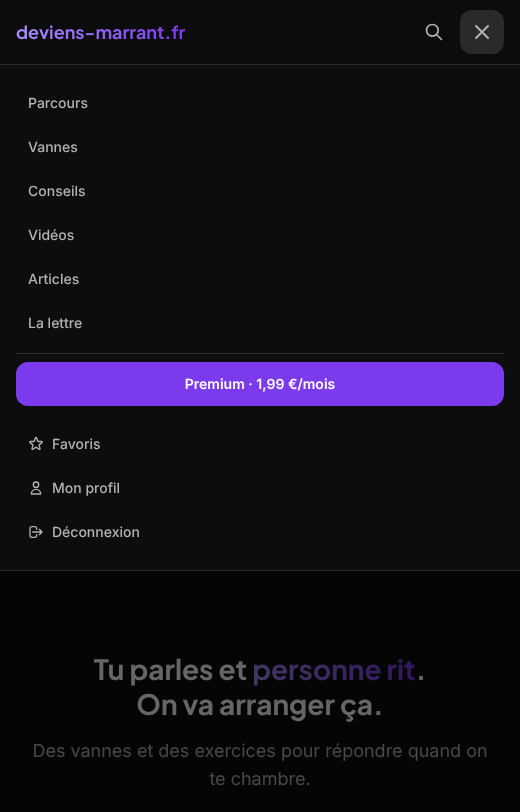 deviens-marrant.fr
Parcours
Vannes
Conseils
Vidéos
Articles
La lettre
Premium · 1,99 €/mois
Favoris
Mon profil
Déconnexion
Tu parles et personne rit.
On va arranger ça.
Des vannes et des exercices pour répondre quand on
te chambre.